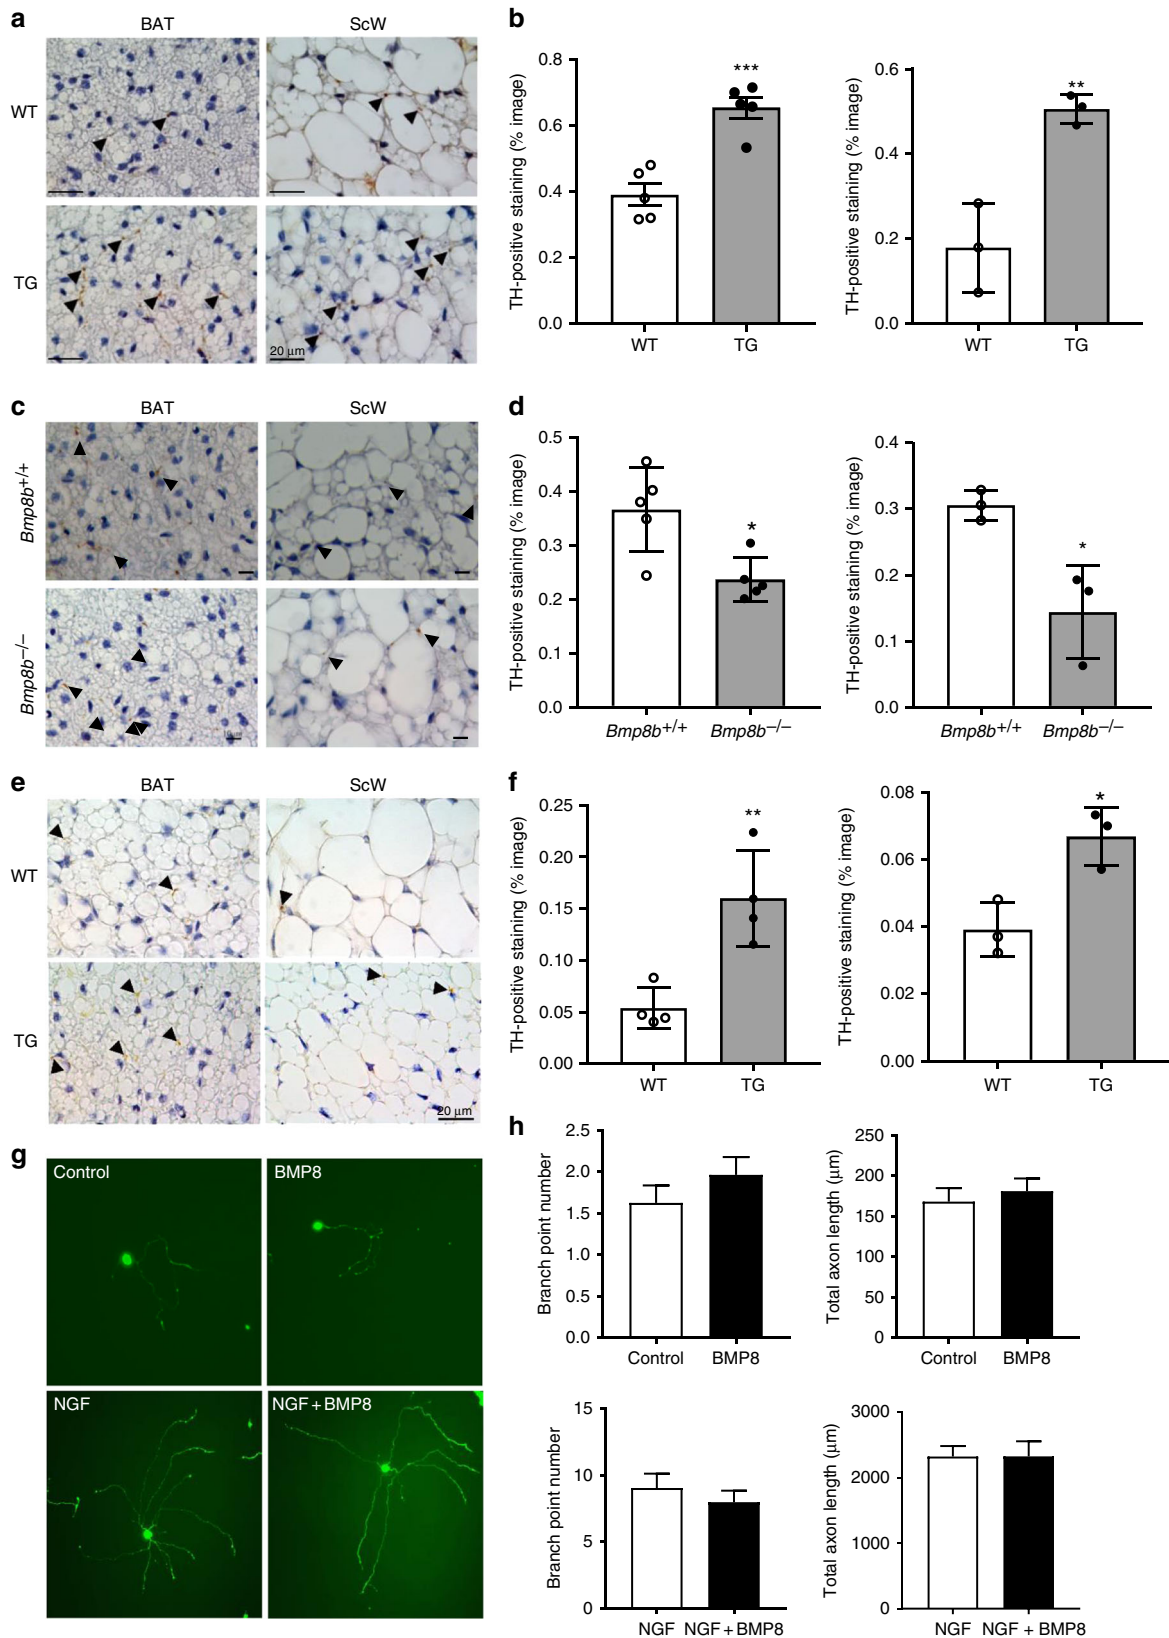 a
BAT
ScW
WT
TG
20 µm
b
TH-positive staining (% image)
0.8
0.6
0.4
0.2
0.0
***
WT
TG
TH-positive staining (% image)
0.6
0.4
0.2
0.0
**
WT
TG
c
BAT
ScW
Bmp8b+/+
Bmp8b−/−
d
TH-positive staining (% image)
0.5
0.4
0.3
0.2
0.1
0.0
*
Bmp8b+/+
Bmp8b−/−
TH-positive staining (% image)
0.4
0.3
0.2
0.1
0.0
*
Bmp8b+/+
Bmp8b−/−
e
BAT
ScW
WT
TG
20 µm
f
TH-positive staining (% image)
0.25
0.20
0.15
0.10
0.05
0.00
**
WT
TG
TH-positive staining (% image)
0.08
0.06
0.04
0.02
0.00
*
WT
TG
g
Control
BMP8
NGF
NGF + BMP8
h
Branch point number
2.5
2.0
1.5
1.0
0.5
0.0
Control
BMP8
Total axon length (µm)
250
200
150
100
50
0
Control
BMP8
Branch point number
15
10
5
0
NGF
NGF + BMP8
Total axon length (µm)
3000
2000
1000
0
NGF
NGF + BMP8